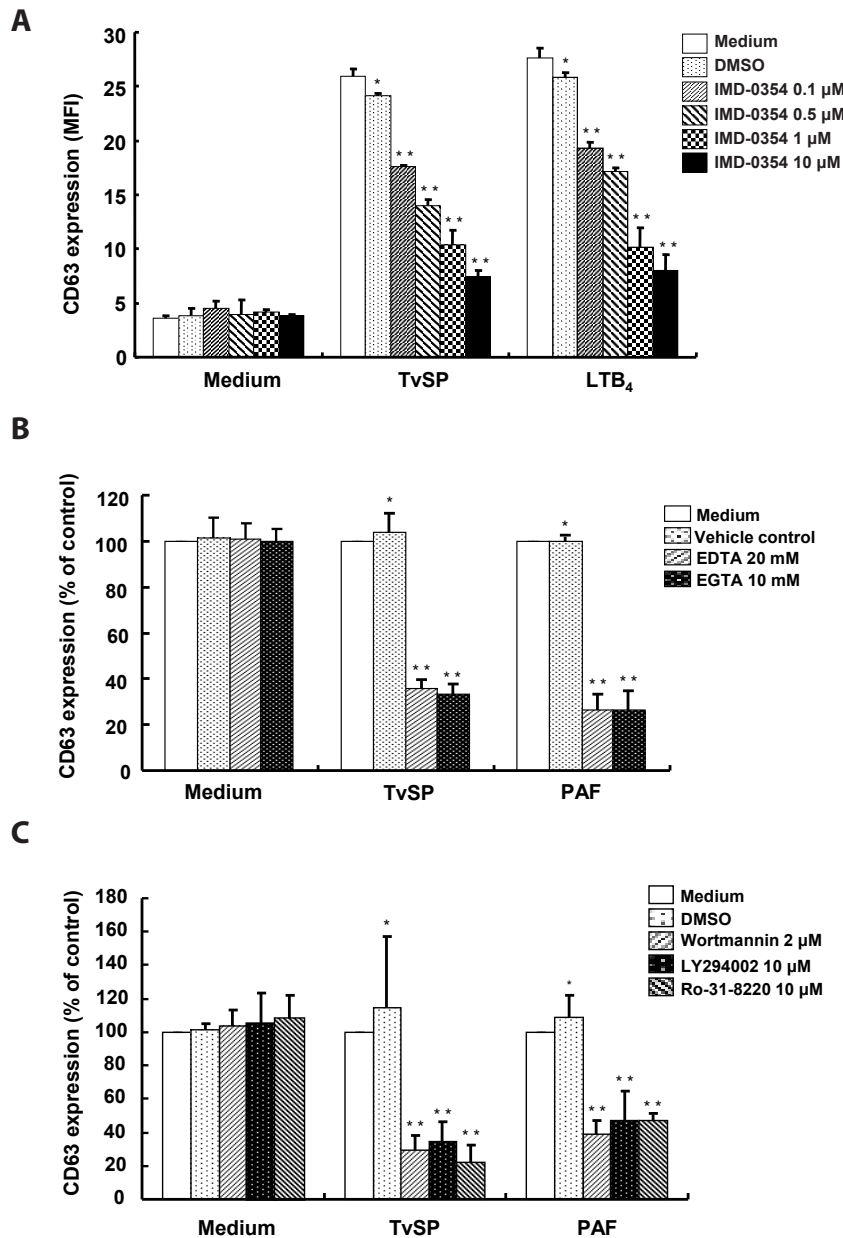 A
CD63 expression (MFI)
30
25
20
15
10
5
0
Medium
DMSO
IMD-0354 0.1 µM
IMD-0354 0.5 µM
IMD-0354 1 µM
IMD-0354 10 µM
*
**
**
**
**
*
**
**
**
**
Medium TvSP LTB₄
B
CD63 expression (% of control)
120
100
80
60
40
20
0
Medium
Vehicle control
EDTA 20 mM
EGTA 10 mM
*
**
**
*
**
**
Medium TvSP PAF
C
CD63 expression (% of control)
180
160
140
120
100
80
60
40
20
0
Medium
DMSO
Wortmannin 2 µM
LY294002 10 µM
Ro-31-8220 10 µM
*
**
**
**
*
**
**
**
Medium TvSP PAF